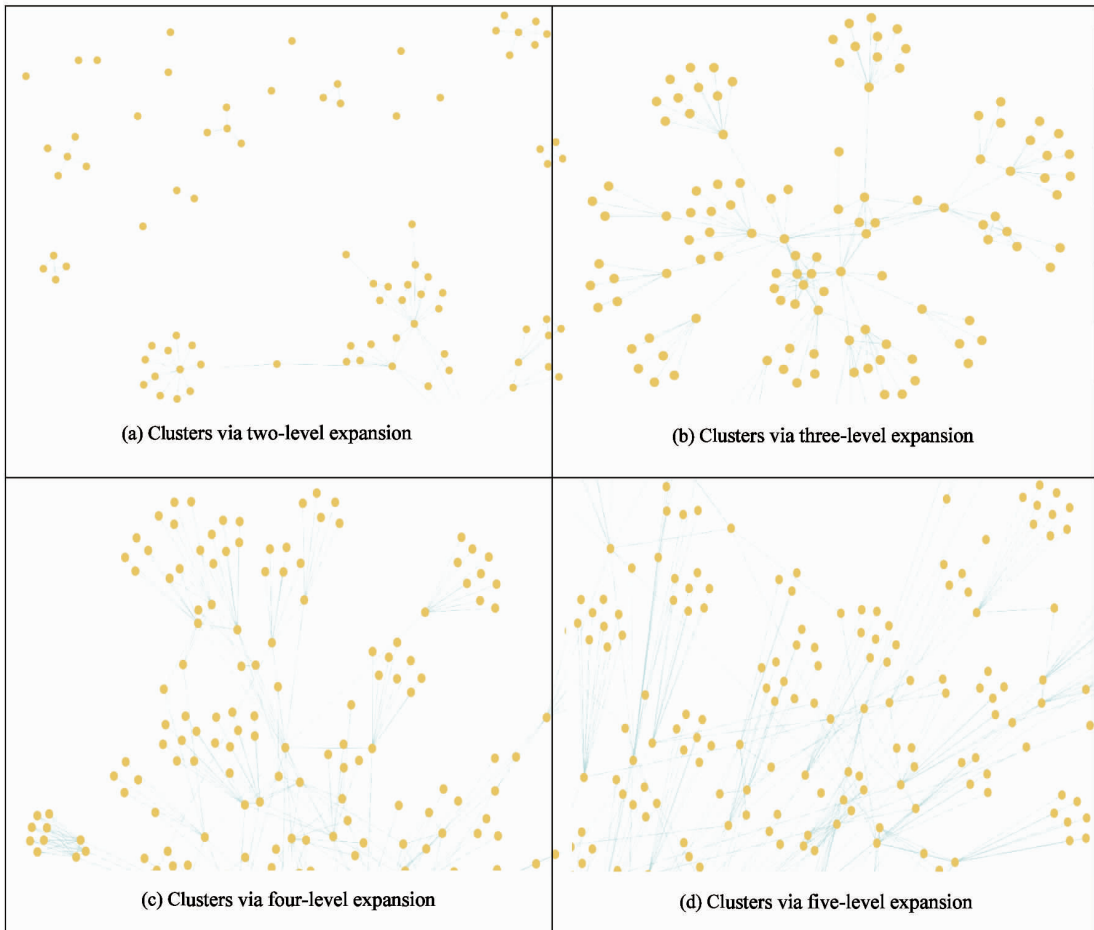 (a) Clusters via two-level expansion
(b) Clusters via three-level expansion
(c) Clusters via four-level expansion
(d) Clusters via five-level expansion